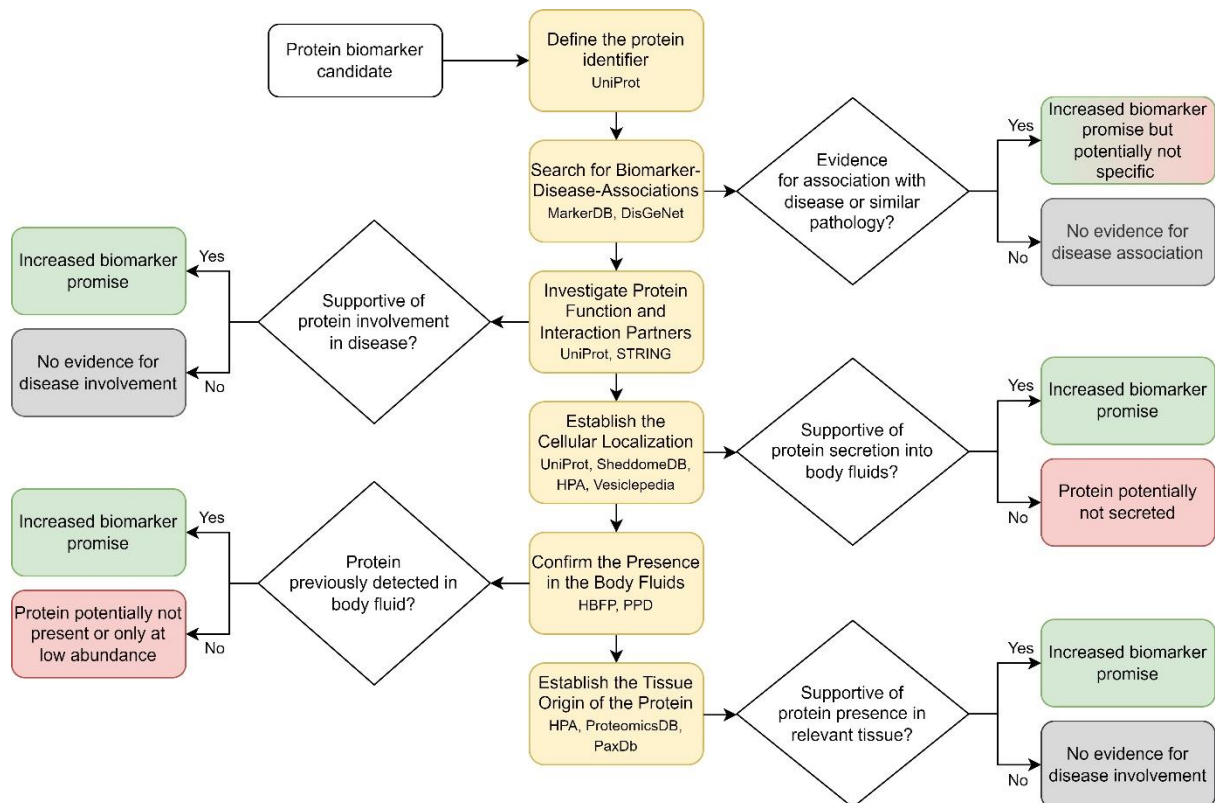 Protein biomarker
candidate
Define the protein
identifier
UniProt
Search for Biomarker-
Disease-Associations
MarkerDB, DisGeNet
Evidence
for association with
disease or similar
pathology?
Yes
Increased biomarker
promise but
potentially not
specific
No
No evidence for
disease association
Investigate Protein
Function and
Interaction Partners
UniProt, STRING
Supportive of
protein involvement
in disease?
Yes
Increased biomarker
promise
No
No evidence for
disease involvement
Establish the
Cellular Localization
UniProt, SheddomeDB,
HPA, Vesiclepedia
Supportive of
protein secretion into
body fluids?
Yes
Increased biomarker
promise
No
Protein potentially
not secreted
Confirm the Presence
in the Body Fluids
HBFP, PPD
Protein
previously detected in
body fluid?
Yes
Increased biomarker
promise
No
Protein potentially not
present or only at
low abundance
Establish the Tissue
Origin of the Protein
HPA, ProteomicsDB,
PaxDb
Supportive of
protein presence in
relevant tissue?
Yes
Increased biomarker
promise
No
No evidence for
disease involvement